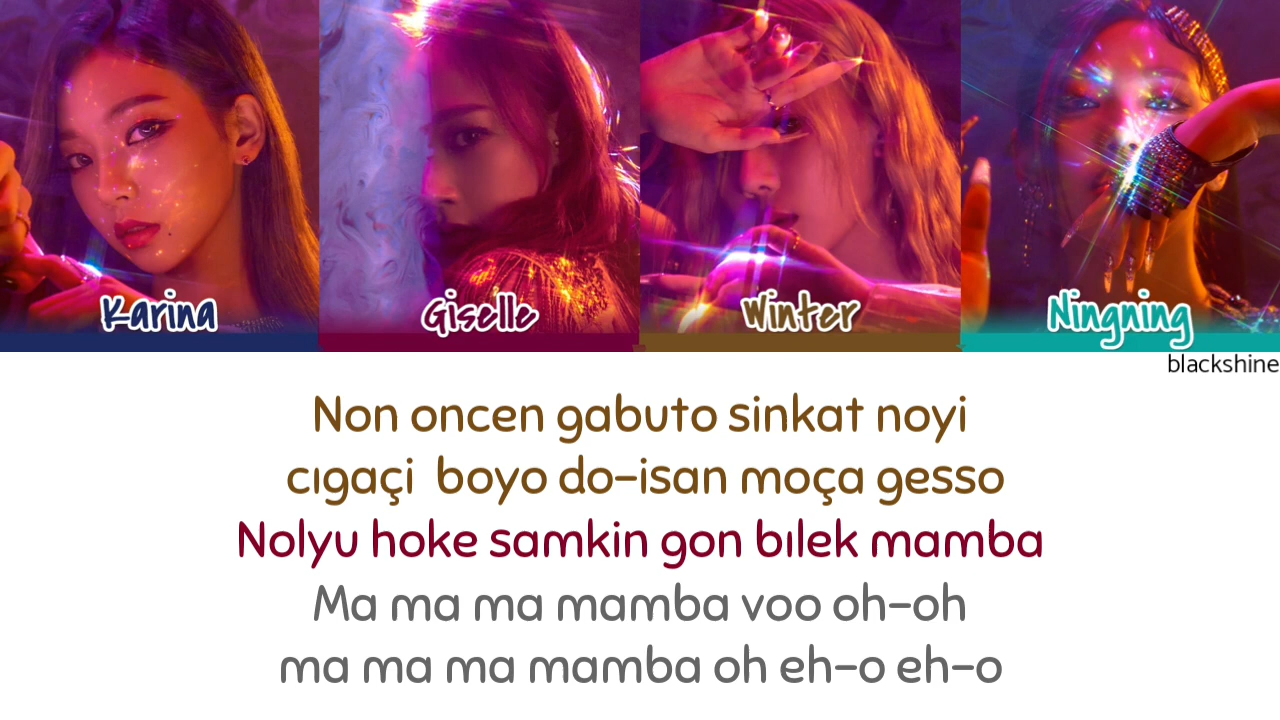 Karina
Giselle
Winter
Ningning
blackshine
Non oncen gabuto sinkat noyi
cıgaçi boyo do-isan moça gesso
Nolyu hoke samkin gon bılek mamba
Ma ma ma mamba voo oh-oh
ma ma ma mamba oh eh-o eh-o